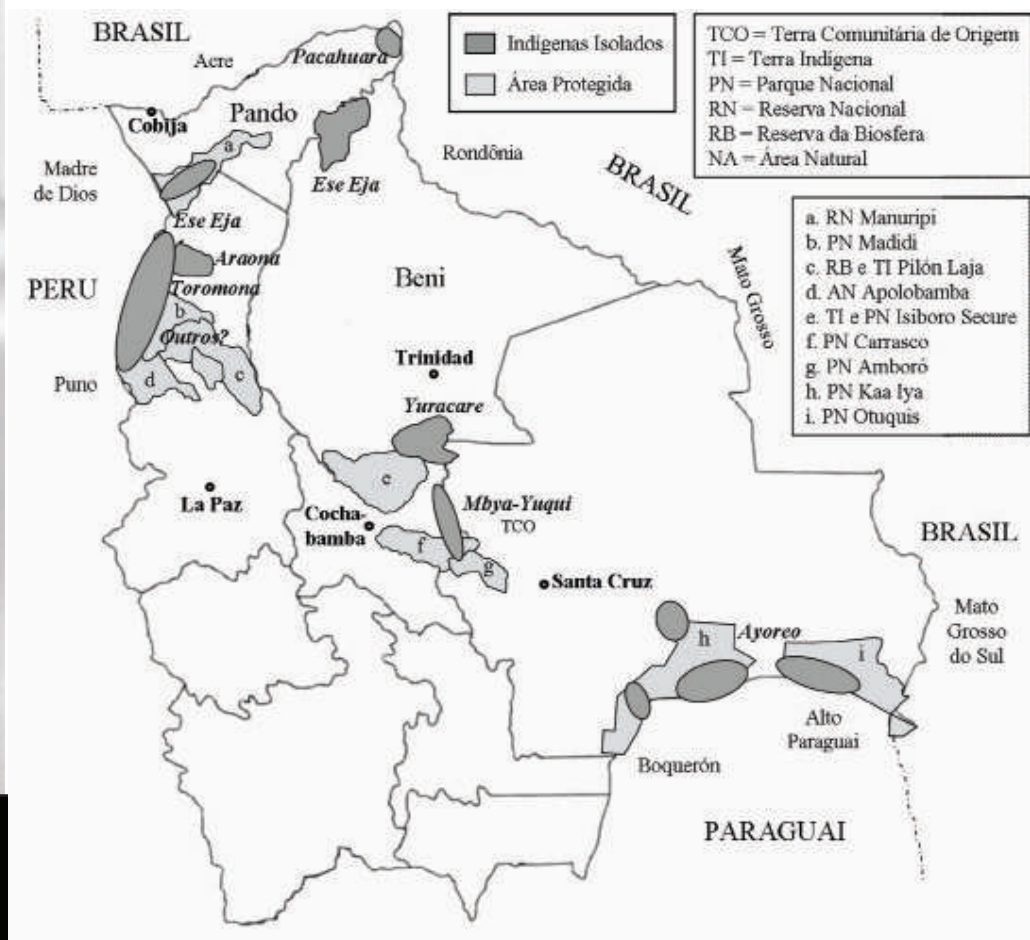 BRASIL
Acre
Pacahuara
Cobija
Pando
a
Madre
de Dios
Ese Eja
Ese Eja
Rondônia
BRASIL
Mato Grosso
PERU
Araona
Toromona
b
Outros?
Beni
Puno
d
c
Trinidad
Yuracare
e
La Paz
Cocha-
bamba
Mbya-Yuqui
TCO
f
g
Santa Cruz
BRASIL
Mato
Grosso
do Sul
h
Ayoreo
i
Alto
Paraguai
Boquerón
PARAGUAI
Indígenas Isolados
Área Protegida
TCO = Terra Comunitária de Origem
TI = Terra Indígena
PN = Parque Nacional
RN = Reserva Nacional
RB = Reserva da Biosfera
NA = Área Natural
a. RN Manuripi
b. PN Madidi
c. RB e TI Pilón Laja
d. AN Apolobamba
e. TI e PN Isiboro Secure
f. PN Carrasco
g. PN Amboró
h. PN Kaa Iya
i. PN Otuquis